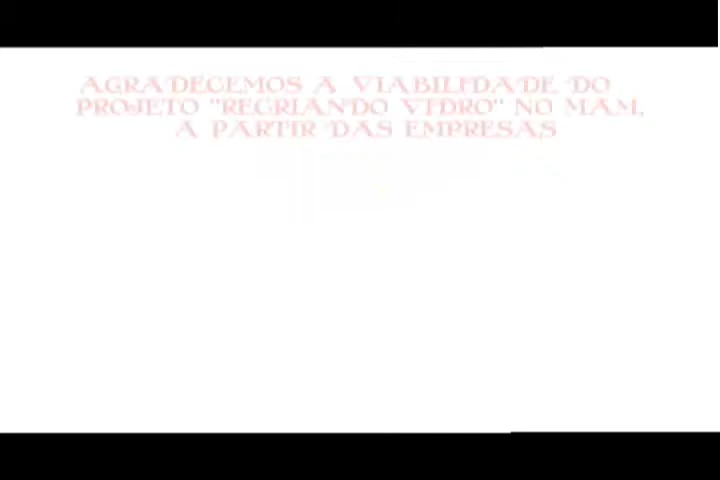 AGRADECEMOS A VIABILIDADE DO
PROJETO "RECRIANDO VIDRO" NO MAM,
A PARTIR DAS EMPRESAS